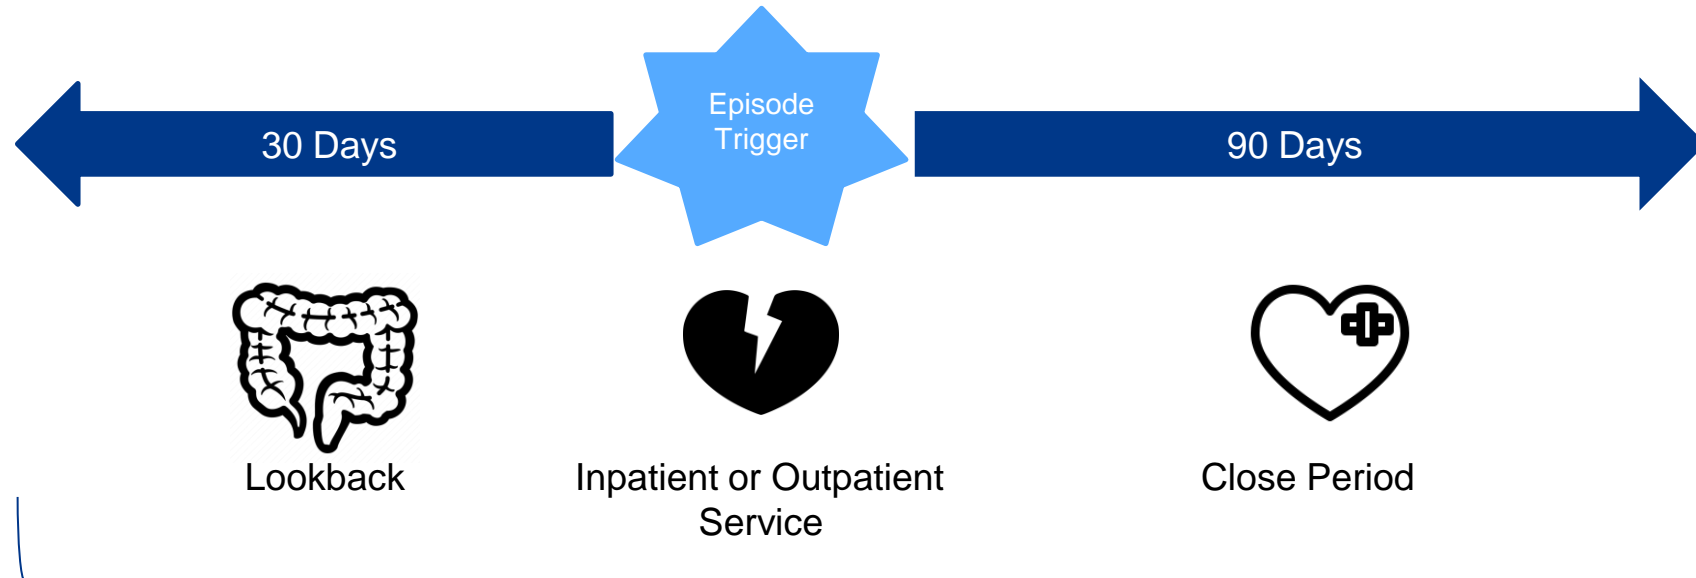 Episode
Trigger
30 Days
90 Days
Lookback
Inpatient or Outpatient
Service
Close Period